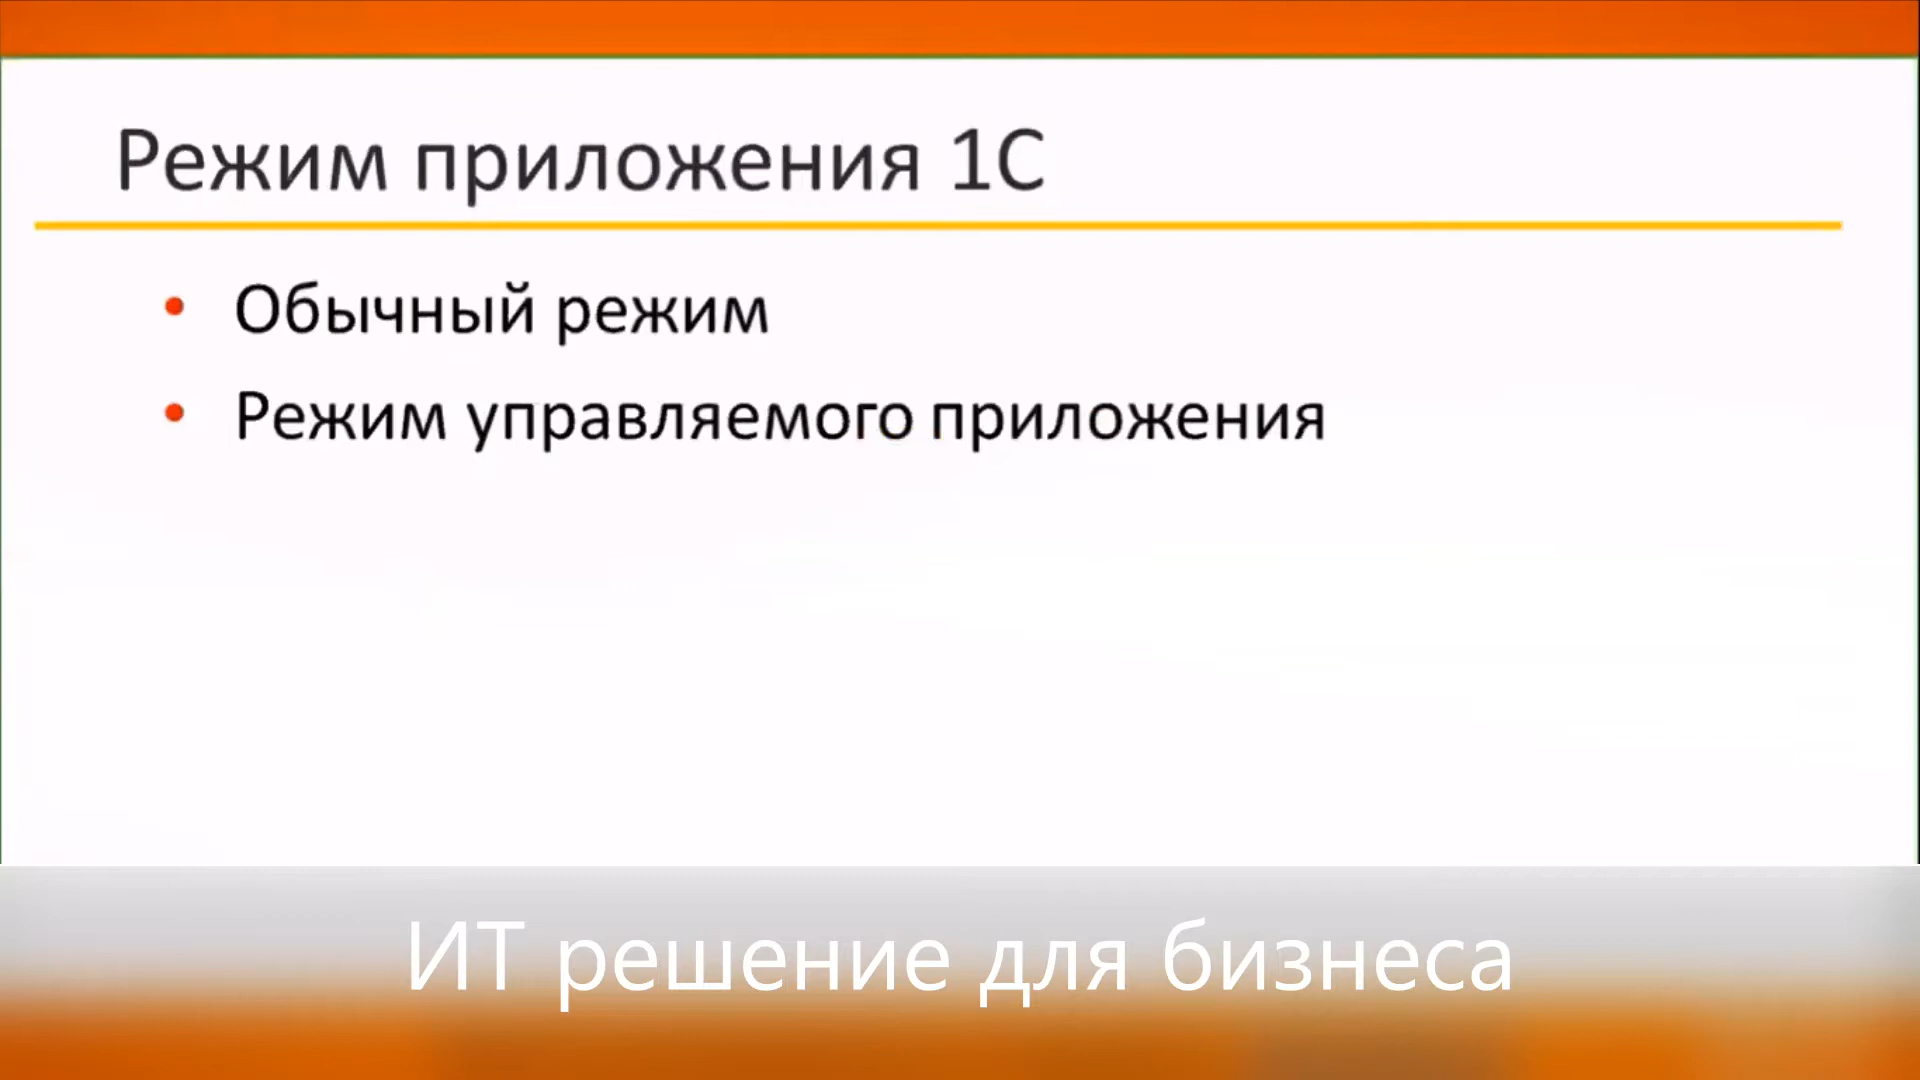 Режим приложения 1С
• Обычный режим
• Режим управляемого приложения
ИТ решение для бизнеса